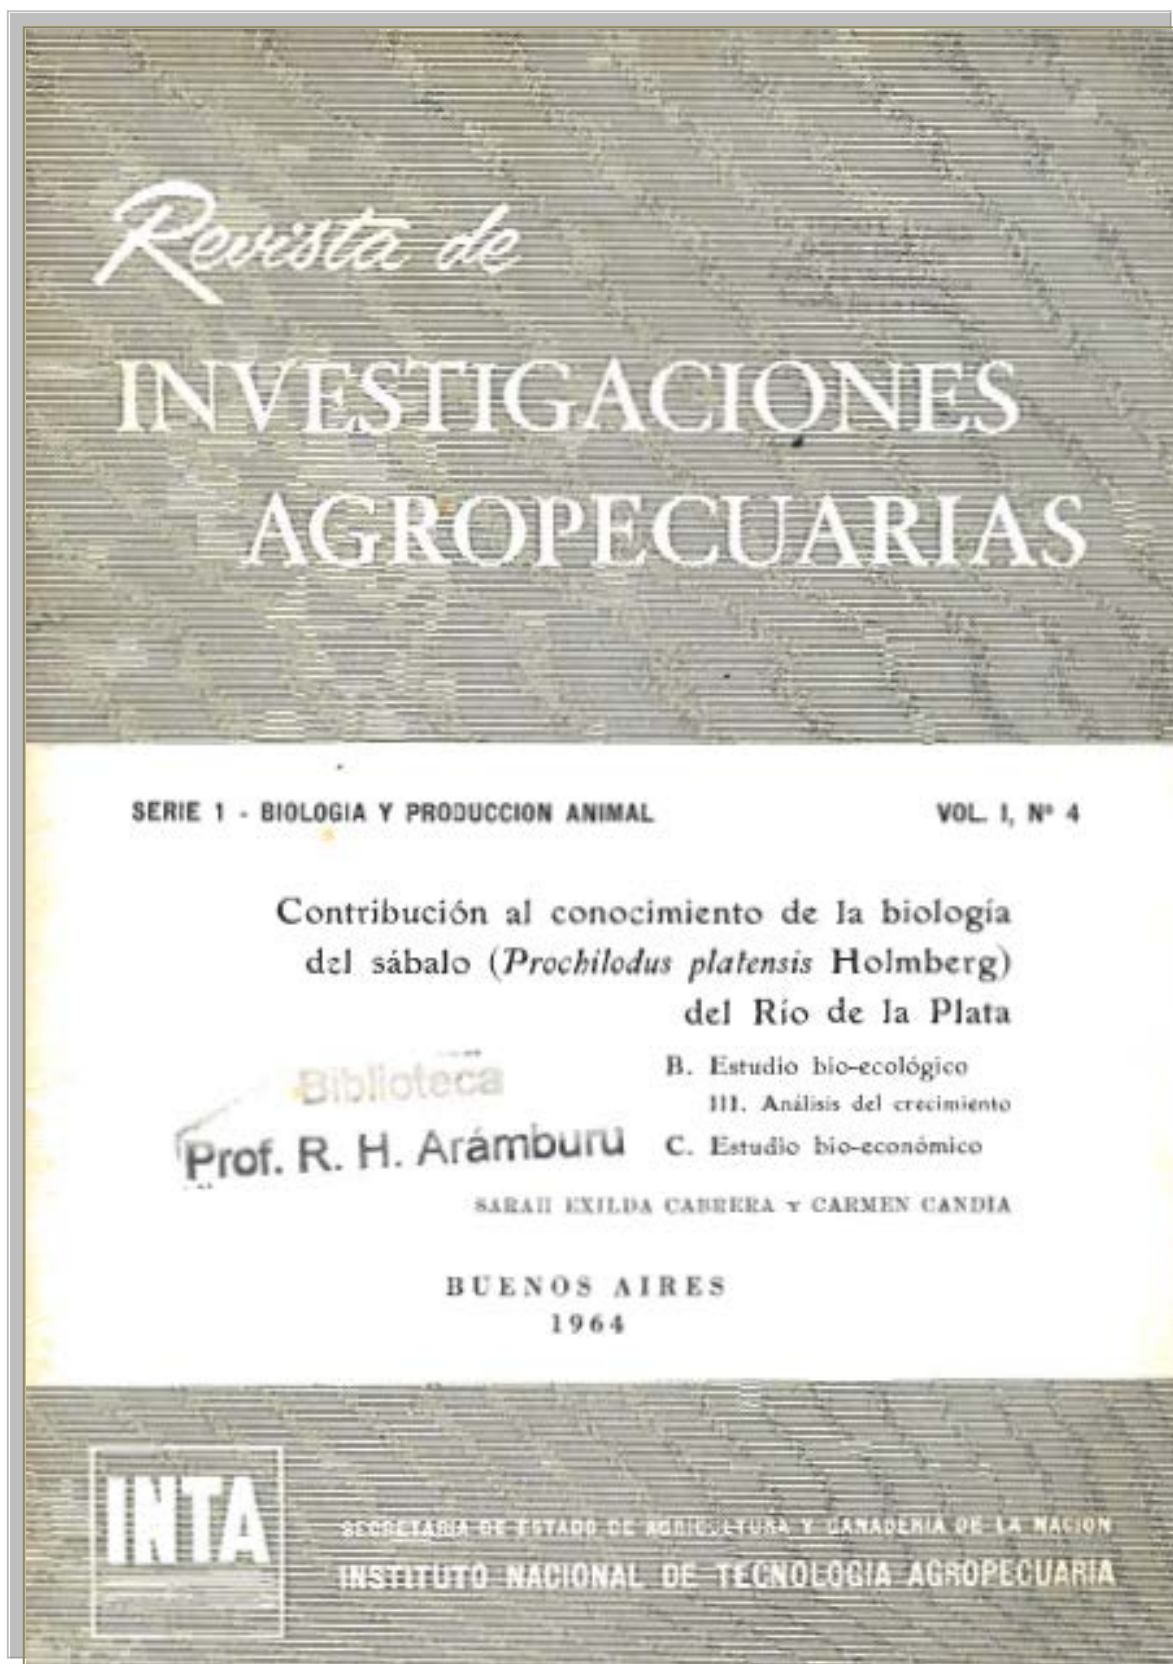 Revista de
INVESTIGACIONES
AGROPECUARIAS
SERIE 1 - BIOLOGIA Y PRODUCCION ANIMAL VOL. I, Nº 4
Contribución al conocimiento de la biología
del sábalo (Prochilodus platensis Holmberg)
del Río de la Plata
B. Estudio bio-ecológico
III. Análisis del crecimiento
C. Estudio bio-económico
Biblioteca
Prof. R. H. Arámburu
SARAH EXILDA CABRERA Y CARMEN CANDIA
BUENOS AIRES
1964
INTA
SECRETARIA DE ESTADO DE AGRICULTURA Y GANADERIA DE LA NACION
INSTITUTO NACIONAL DE TECNOLOGIA AGROPECUARIA